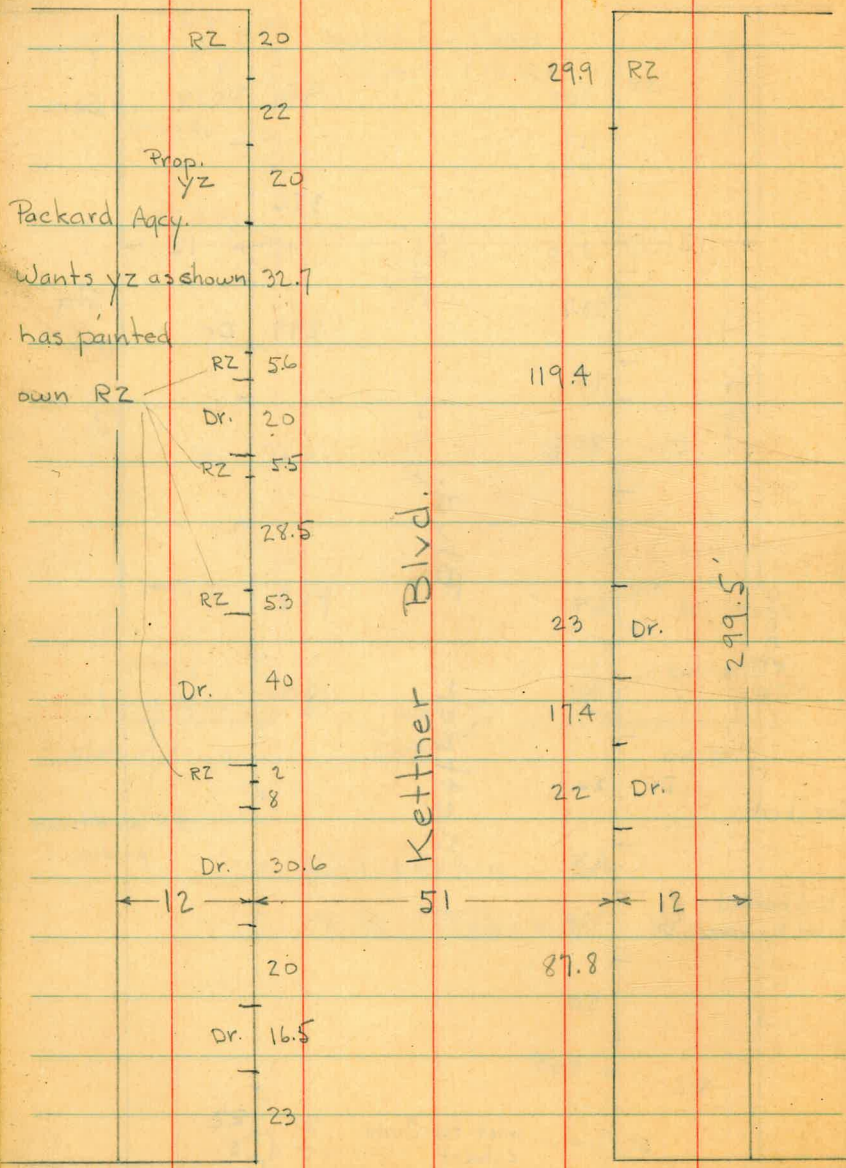 RZ 20
29.9 RZ
22
Prop.
YZ 20
Packard Agcy.
Wants YZ as shown 32.7
has painted
RZ 5.6
119.4
own RZ
Dr. 20
RZ 5.5
28.5
Kettner Blvd.
RZ 5.3
299.5'
23 Dr.
Dr. 40
17.4
RZ 2
8
22 Dr.
Dr. 30.6
12 51 12
20
87.8
Dr. 16.5
23